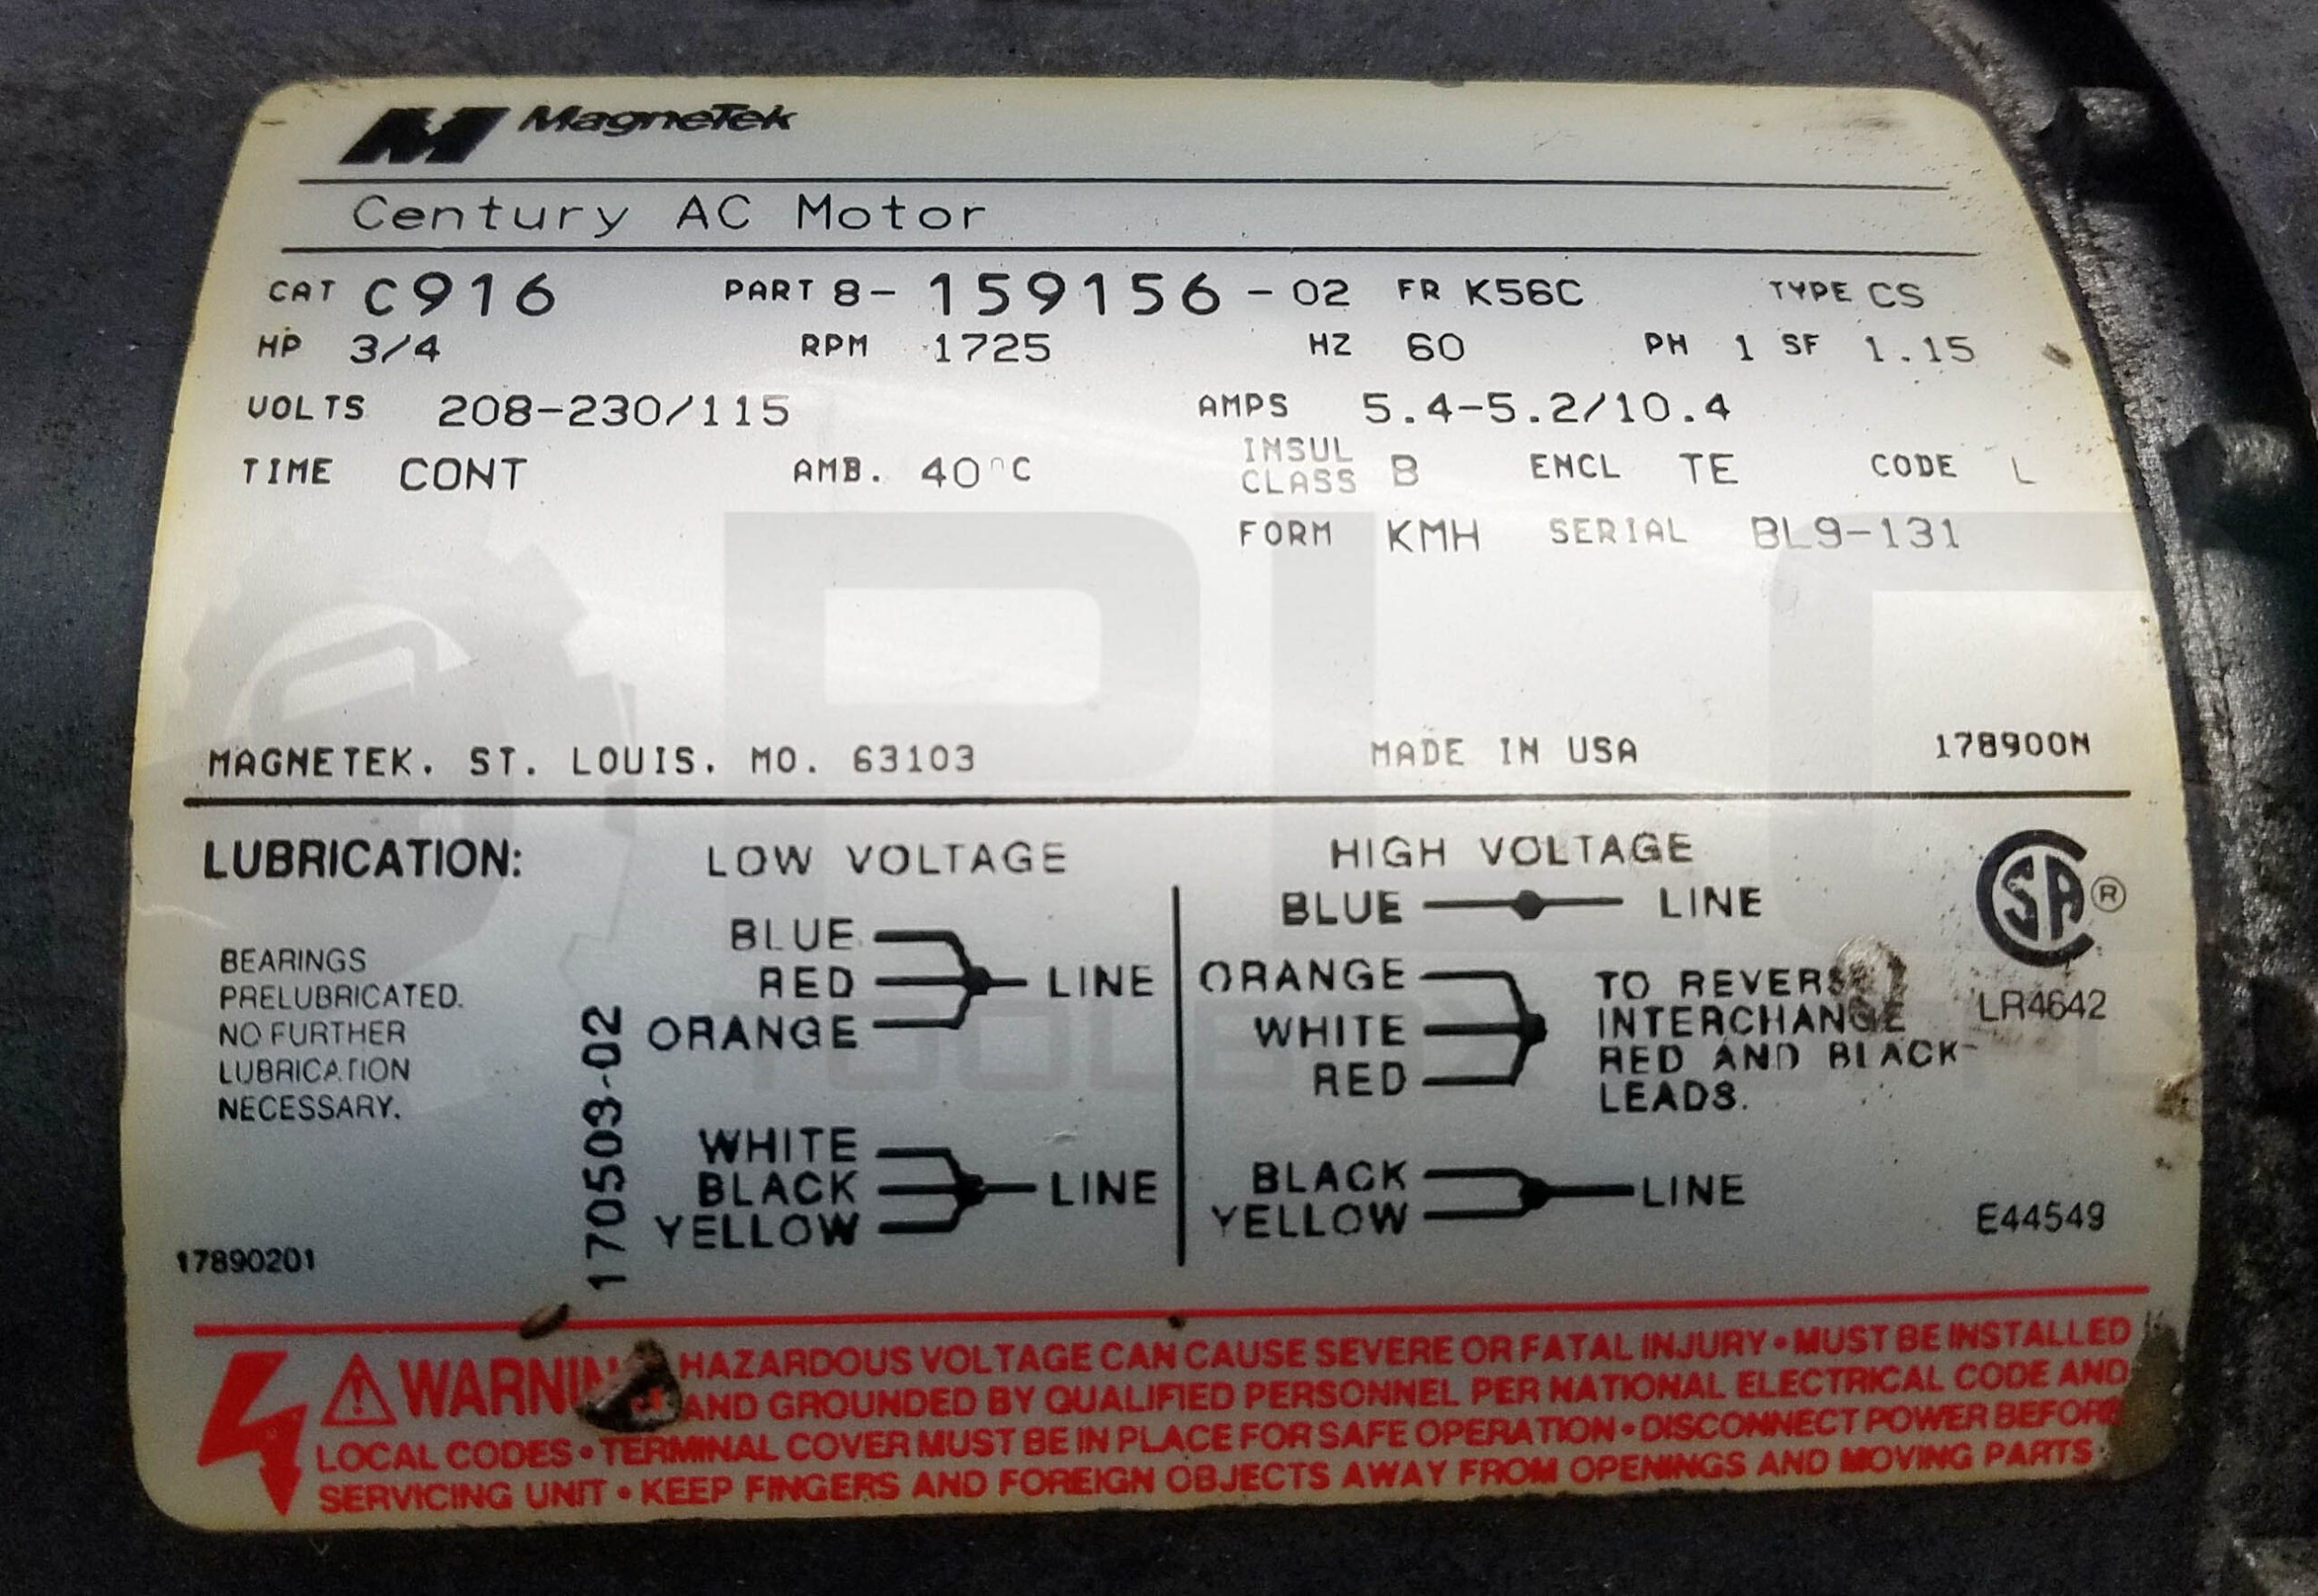 MagneTek
Century AC Motor
CAT C916 PART 8-159156-02 FR K56C TYPE CS
HP 3/4 RPM 1725 HZ 60 PH 1 SF 1.15
VOLTS 208-230/115 AMPS 5.4-5.2/10.4
TIME CONT AMB. 40°C INSUL CLASS B ENCL TE CODE L
FORM KMH SERIAL BL9-131
MAGNETEK. ST. LOUIS. MO. 63103 MADE IN USA 178900N
LUBRICATION:
BEARINGS
PRELUBRICATED.
NO FURTHER
LUBRICATION
NECESSARY.
17890201
170503-02
LOW VOLTAGE
BLUE
RED LINE
ORANGE
WHITE
BLACK LINE
YELLOW
HIGH VOLTAGE
BLUE LINE
ORANGE
WHITE
RED
TO REVERSE
INTERCHANGE
RED AND BLACK
LEADS.
BLACK
YELLOW LINE
SA ®
LR4642
E44549
WARNING HAZARDOUS VOLTAGE CAN CAUSE SEVERE OR FATAL INJURY • MUST BE INSTALLED
AND GROUNDED BY QUALIFIED PERSONNEL PER NATIONAL ELECTRICAL CODE AND
LOCAL CODES • TERMINAL COVER MUST BE IN PLACE FOR SAFE OPERATION • DISCONNECT POWER BEFORE
SERVICING UNIT • KEEP FINGERS AND FOREIGN OBJECTS AWAY FROM OPENINGS AND MOVING PARTS
PLC